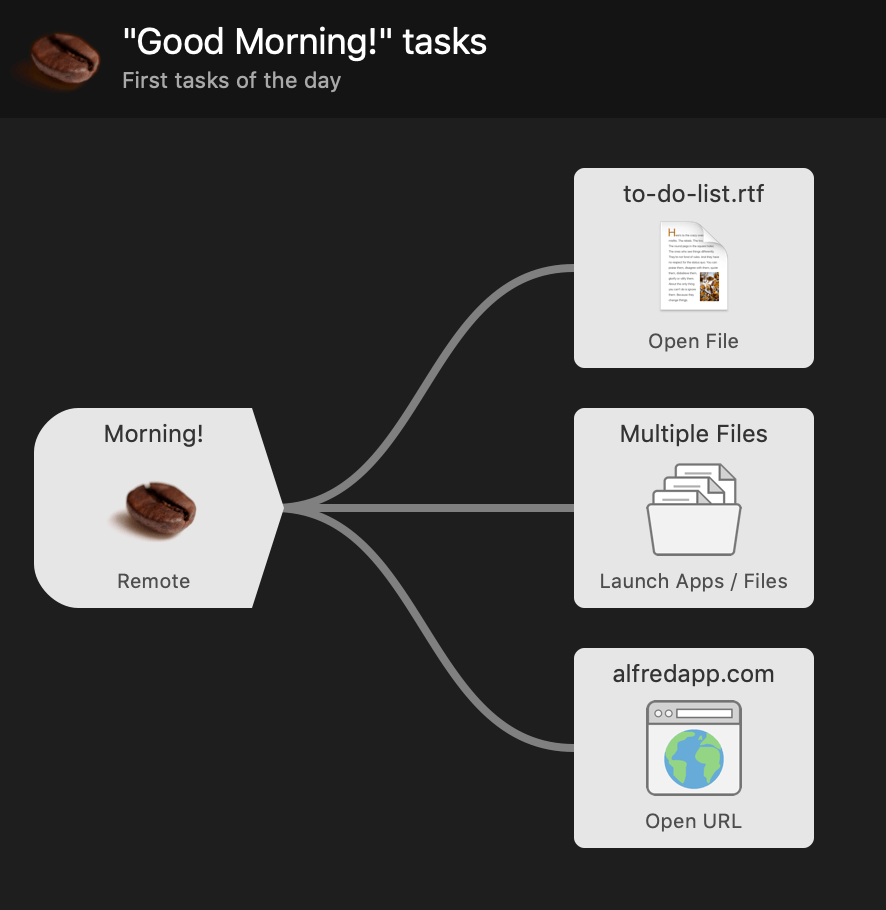 "Good Morning!" tasks
First tasks of the day
to-do-list.rtf
Open File
Morning!
Remote
Multiple Files
Launch Apps / Files
alfredapp.com
Open URL